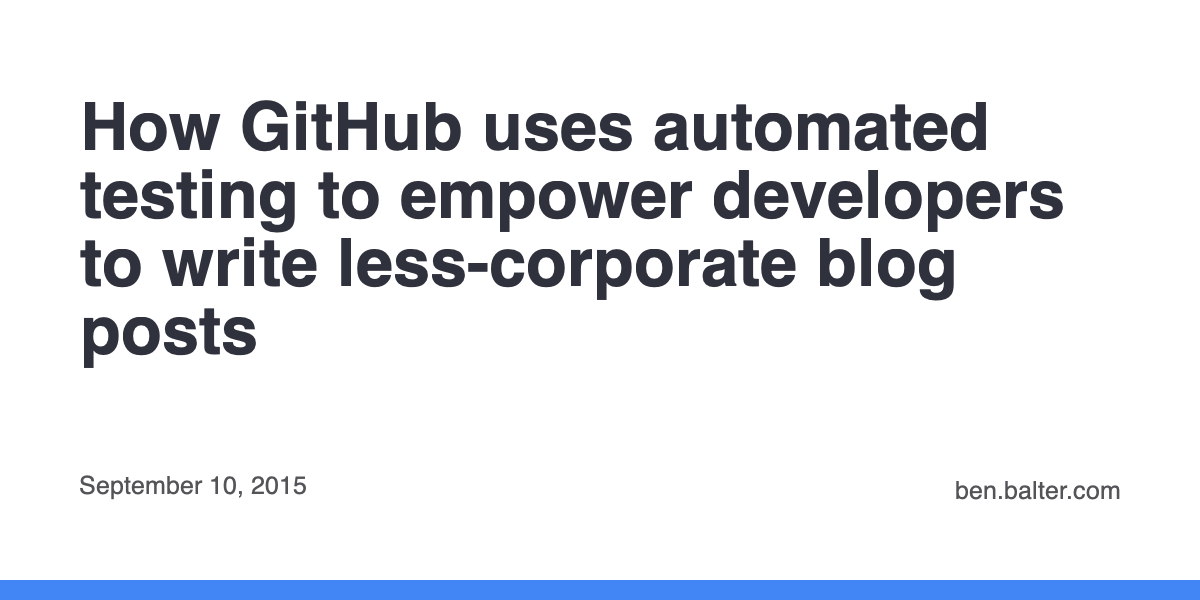 How GitHub uses automated
testing to empower developers
to write less-corporate blog
posts
September 10, 2015
ben.balter.com